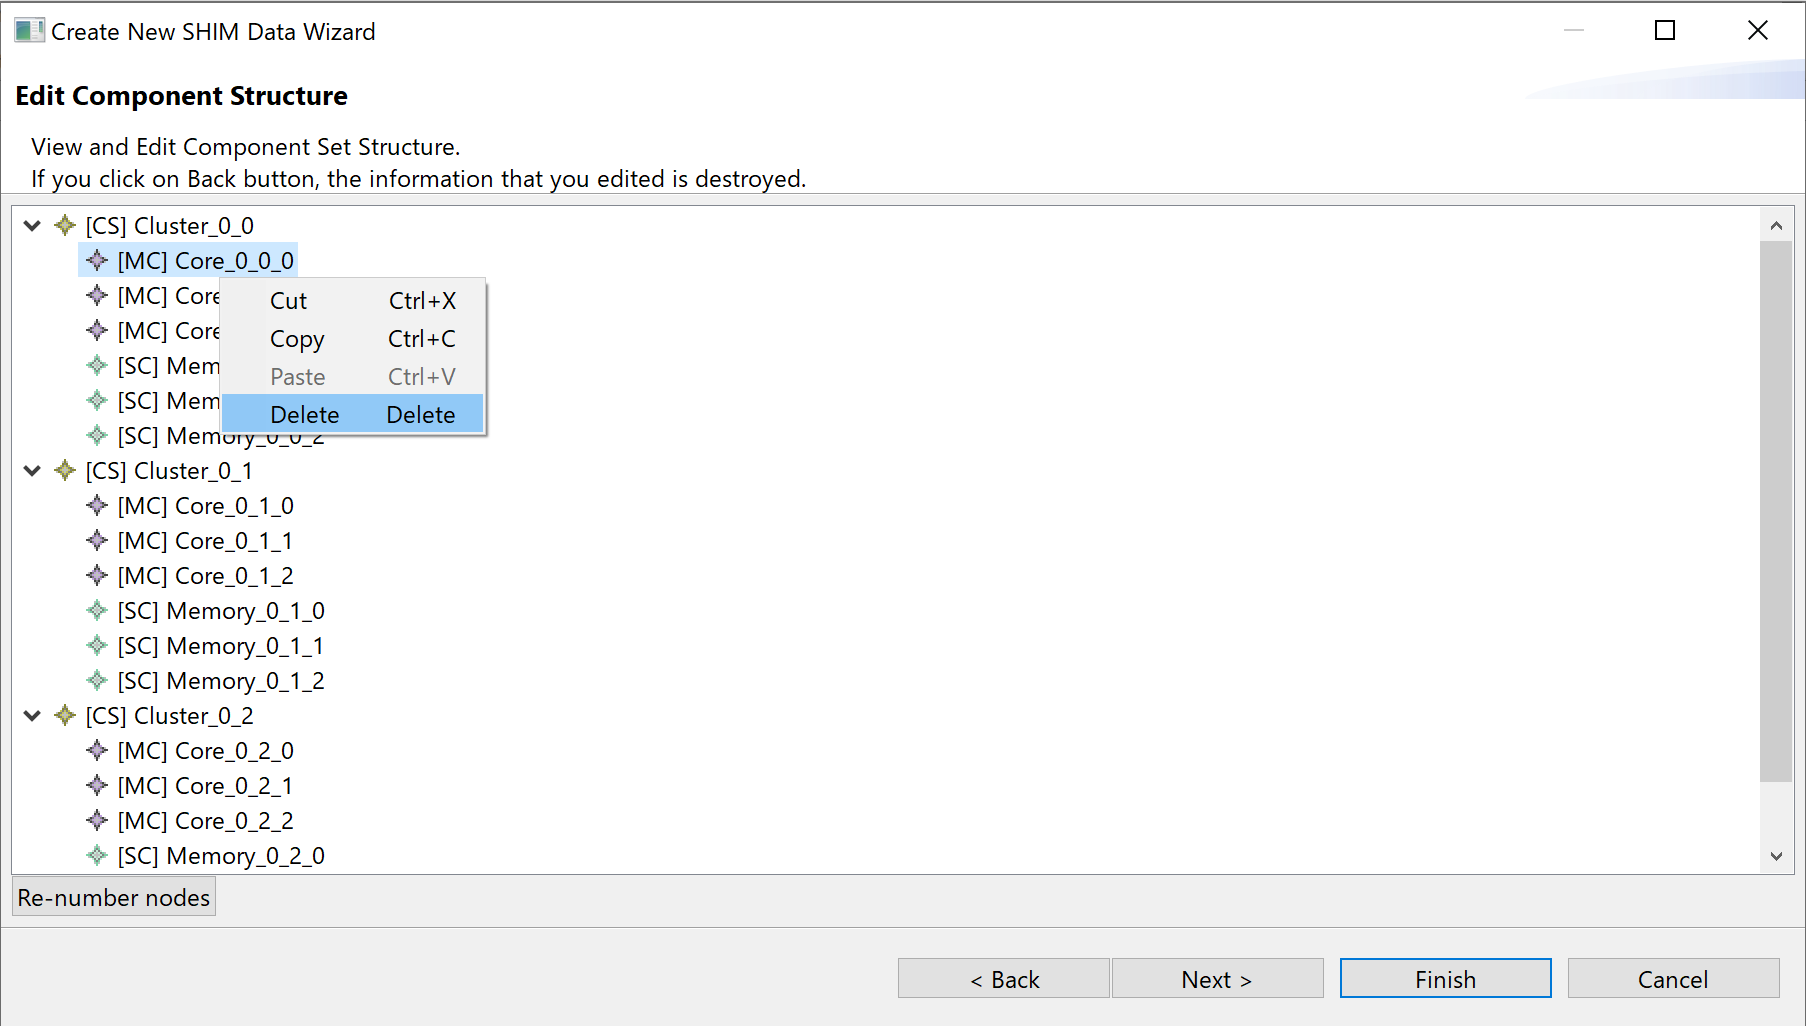 Create New SHIM Data Wizard
Edit Component Structure
View and Edit Component Set Structure.
If you click on Back button, the information that you edited is destroyed.
[CS] Cluster_0_0
[MC] Core_0_0_0
[MC] Core
[MC] Core
[SC] Mem
[SC] Mem
[SC] Memory_0_0_2
Cut Ctrl+X
Copy Ctrl+C
Paste Ctrl+V
Delete Delete
[CS] Cluster_0_1
[MC] Core_0_1_0
[MC] Core_0_1_1
[MC] Core_0_1_2
[SC] Memory_0_1_0
[SC] Memory_0_1_1
[SC] Memory_0_1_2
[CS] Cluster_0_2
[MC] Core_0_2_0
[MC] Core_0_2_1
[MC] Core_0_2_2
[SC] Memory_0_2_0
Re-number nodes
< Back Next > Finish Cancel